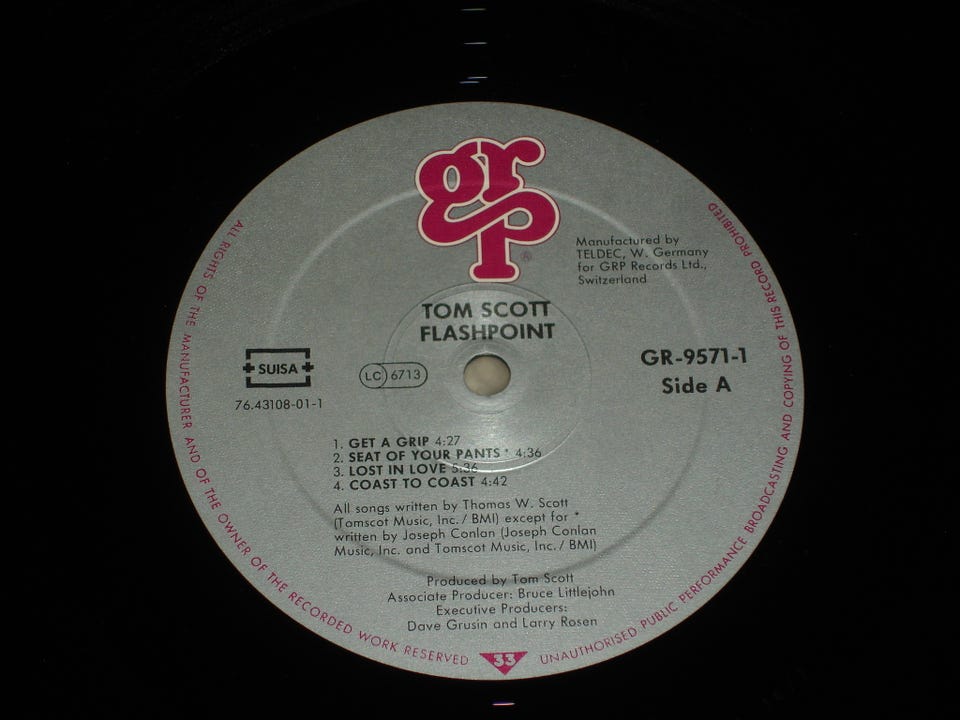 grp
®
Manufactured by
TELDEC, W. Germany
for GRP Records Ltd.,
Switzerland
TOM SCOTT
FLASHPOINT
GR-9571-1
Side A
SUISA
76.43108-01-1
LC 6713
1. GET A GRIP 4:27
2. SEAT OF YOUR PANTS * 4:36
3. LOST IN LOVE 5:36
4. COAST TO COAST 4:42
All songs written by Thomas W. Scott
(Tomscot Music, Inc. / BMI) except for *
written by Joseph Conlan (Joseph Conlan
Music, Inc. and Tomscot Music, Inc. / BMI)
Produced by Tom Scott
Associate Producer: Bruce Littlejohn
Executive Producers:
Dave Grusin and Larry Rosen
33
ALL RIGHTS OF THE MANUFACTURER AND OF THE OWNER OF THE RECORDED WORK RESERVED
UNAUTHORISED PUBLIC PERFORMANCE BROADCASTING AND COPYING OF THIS RECORD PROHIBITED